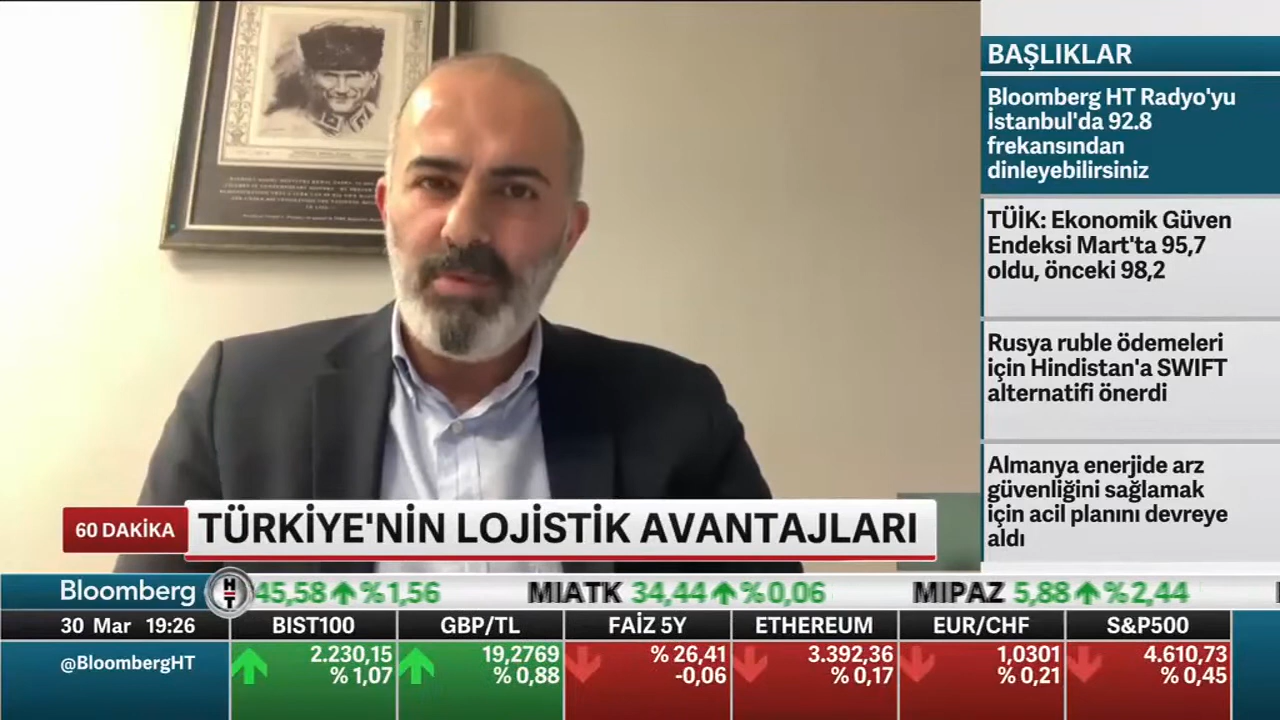 BAŞLIKLAR
Bloomberg HT Radyo'yu
İstanbul'da 92.8
frekansından
dinleyebilirsiniz
TÜİK: Ekonomik Güven
Endeksi Mart'ta 95,7
oldu, önceki 98,2
Rusya ruble ödemeleri
için Hindistan'a SWIFT
alternatifi önerdi
Almanya enerjide arz
güvenliğini sağlamak
için acil planını devreye
aldı
60 DAKİKA TÜRKİYE'NİN LOJİSTİK AVANTAJLARI
Bloomberg HT 45,58 %1,56 MIATK 34,44 %0,06 MIPAZ 5,88 %2,44
30 Mar 19:26 BIST100 GBP/TL FAİZ 5Y ETHEREUM EUR/CHF S&P500
@BloombergHT 2.230,15 19,2769 % 26,41 3.392,36 1,0301 4.610,73
% 1,07 % 0,88 -0,06 % 0,17 % 0,21 % 0,45